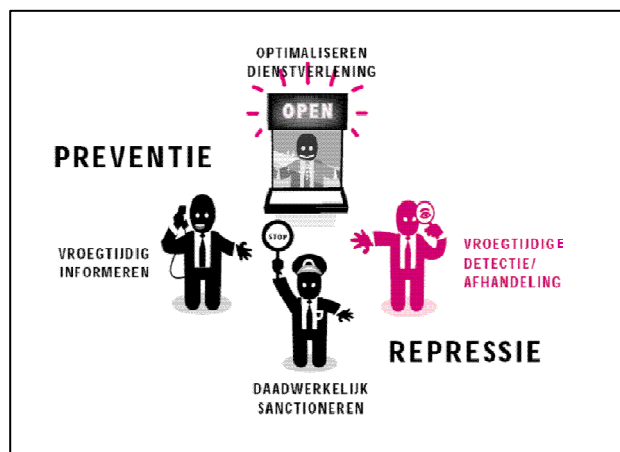 OPTIMALISEREN
DIENSTVERLENING
OPEN
PREVENTIE
VROEGTIJDIG
INFORMEREN
STOP
VROEGTIJDIGE
DETECTIE/
AFHANDELING
REPRESSIE
DAADWERKELIJK
SANCTIONEREN